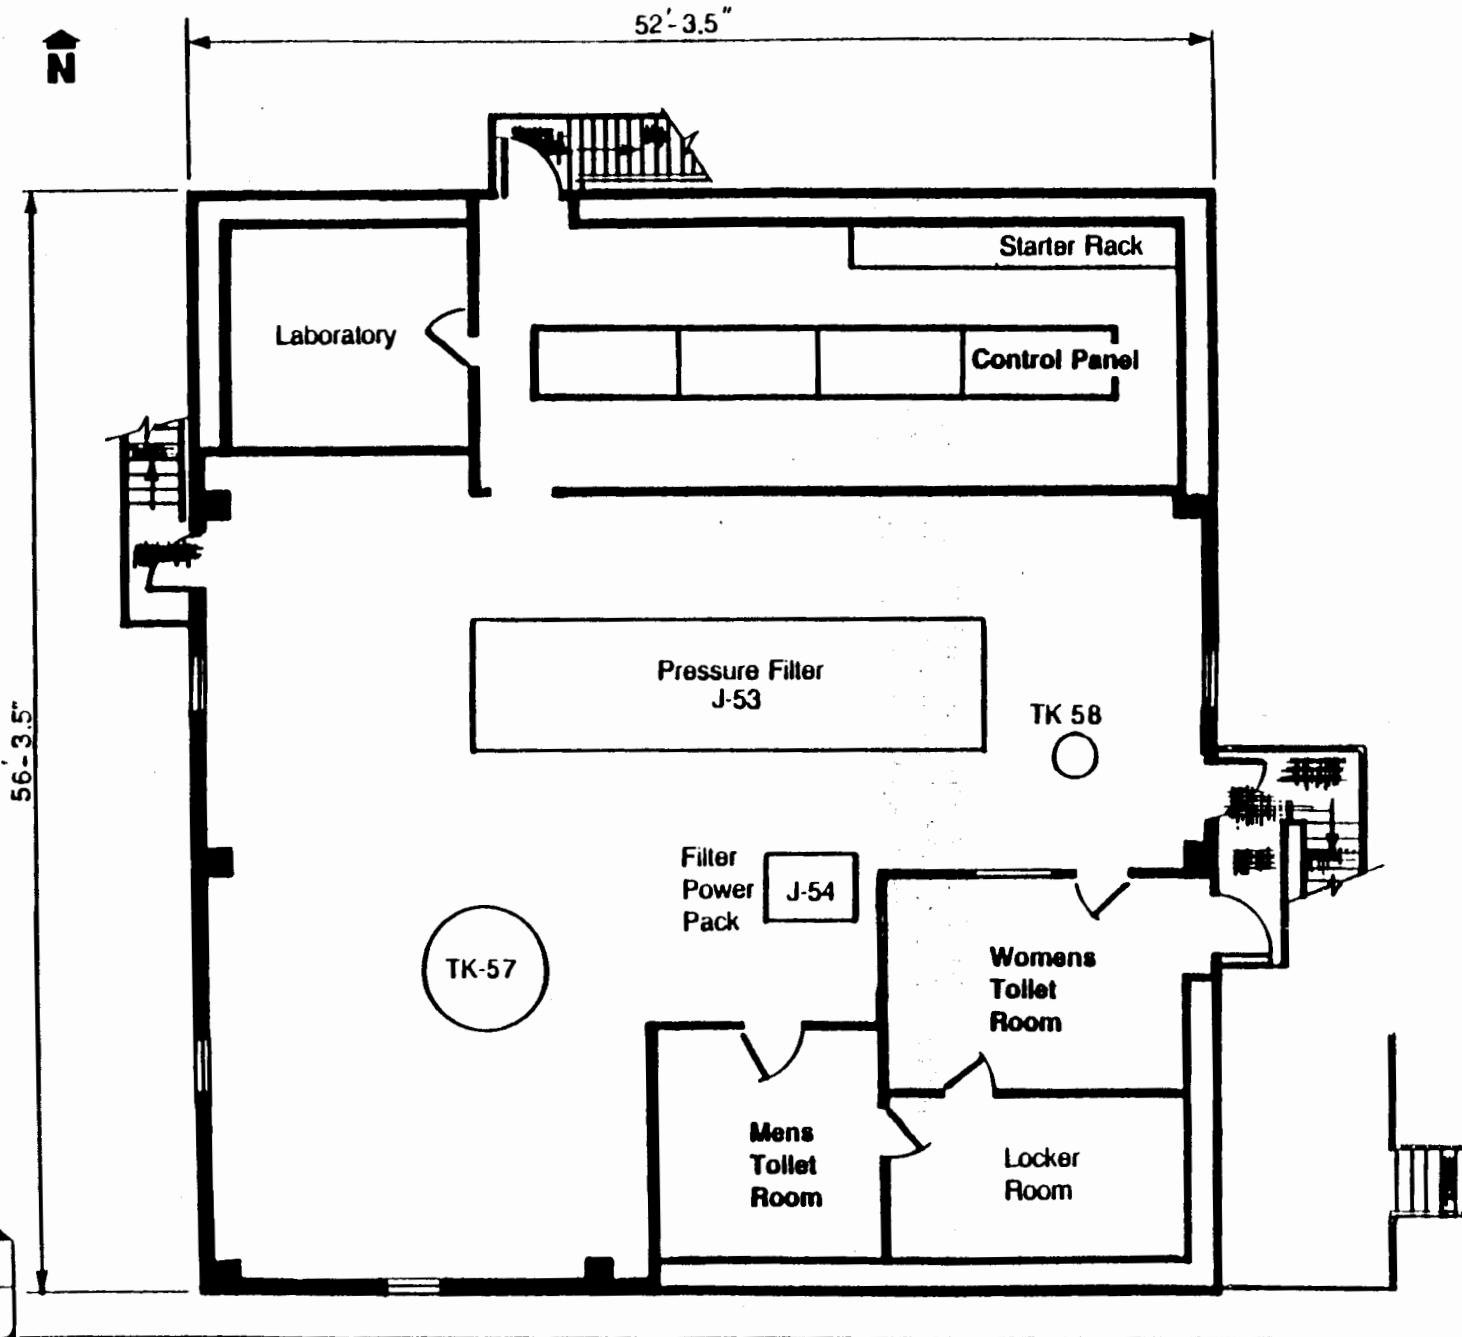 52'-3.5"
N
Starter Rack
Laboratory
Control Panel
Pressure Filter
J-53
TK 58
56'-3.5"
Filter
Power
Pack
J-54
TK-57
Womens
Toilet
Room
Mens
Toilet
Room
Locker
Room